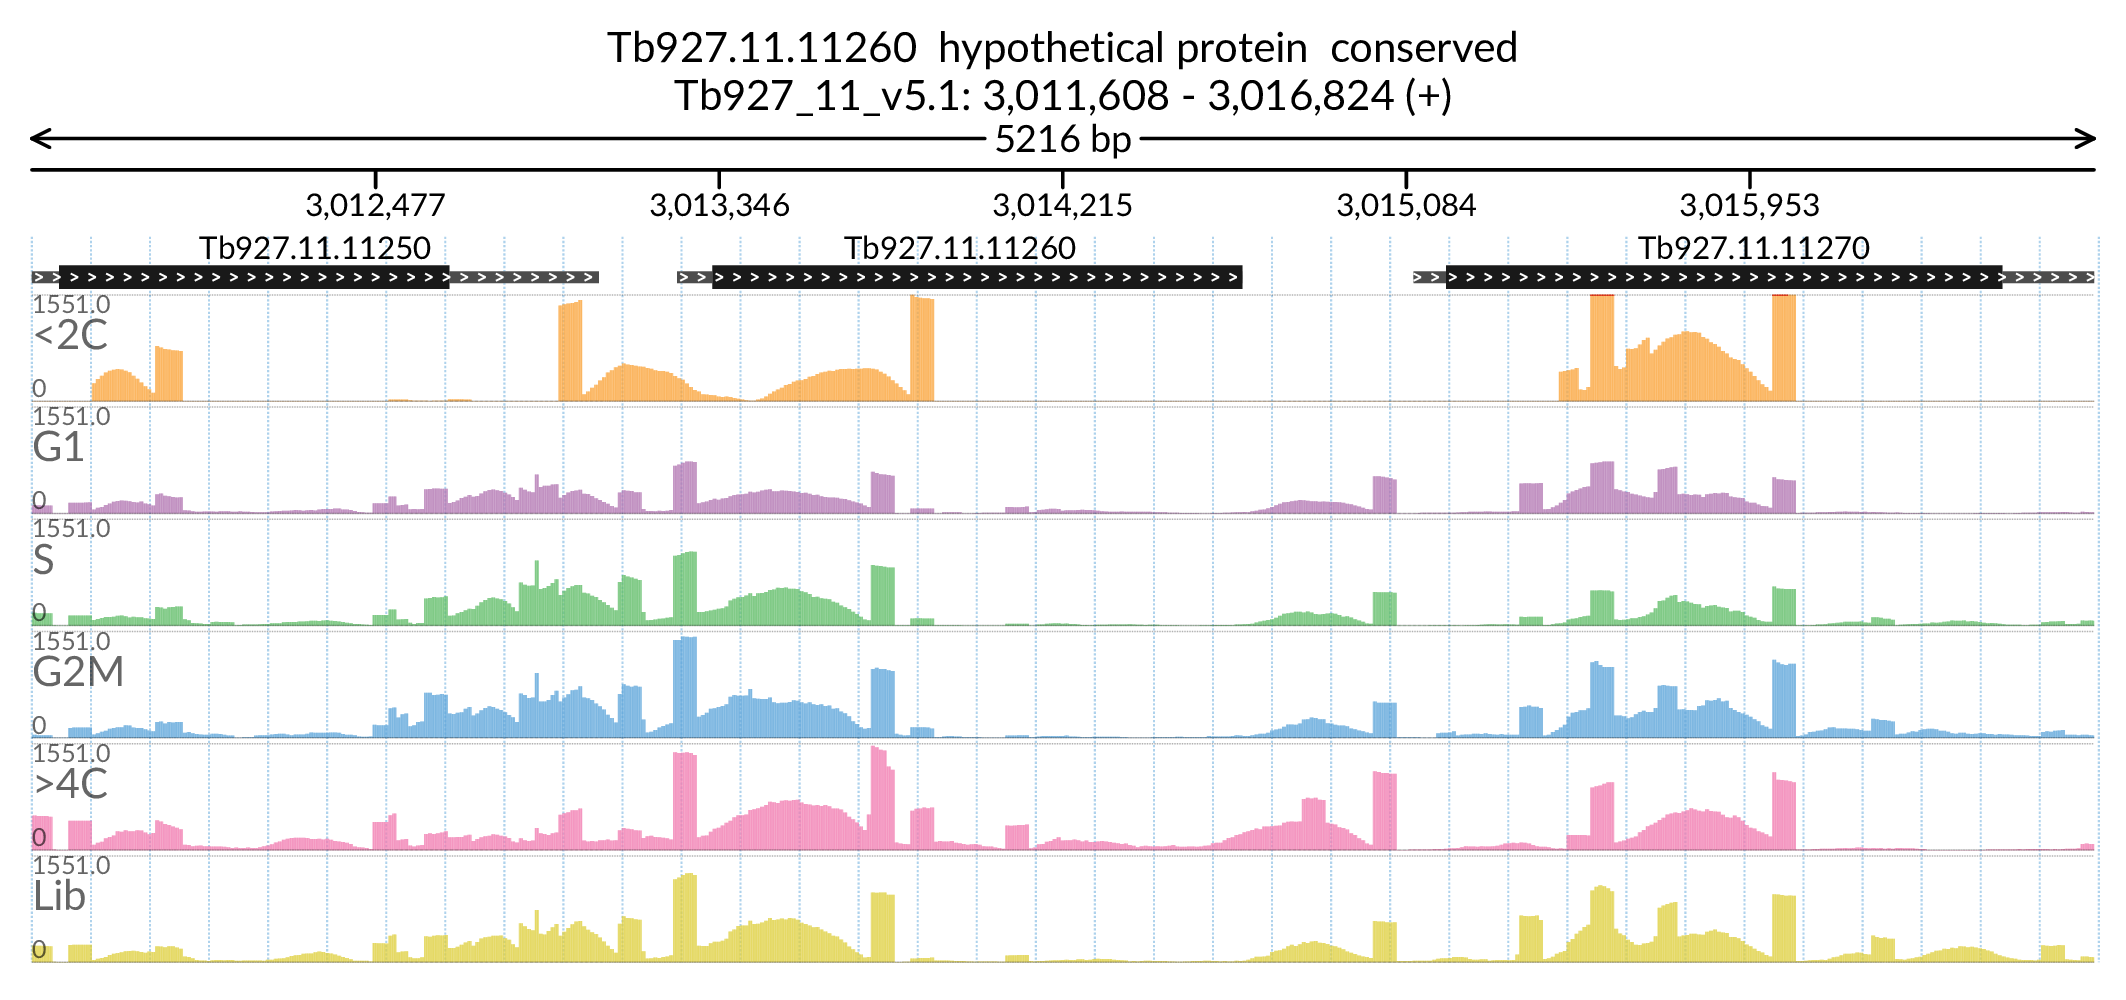 Tb927.11.11260 hypothetical protein conserved
Tb927_11_v5.1: 3,011,608 - 3,016,824 (+)
5216 bp
3,012,477 3,013,346 3,014,215 3,015,084 3,015,953
Tb927.11.11250 Tb927.11.11260 Tb927.11.11270
1551.0
<2C
0
1551.0
G1
0
1551.0
S
0
1551.0
G2M
0
1551.0
>4C
0
1551.0
Lib
0